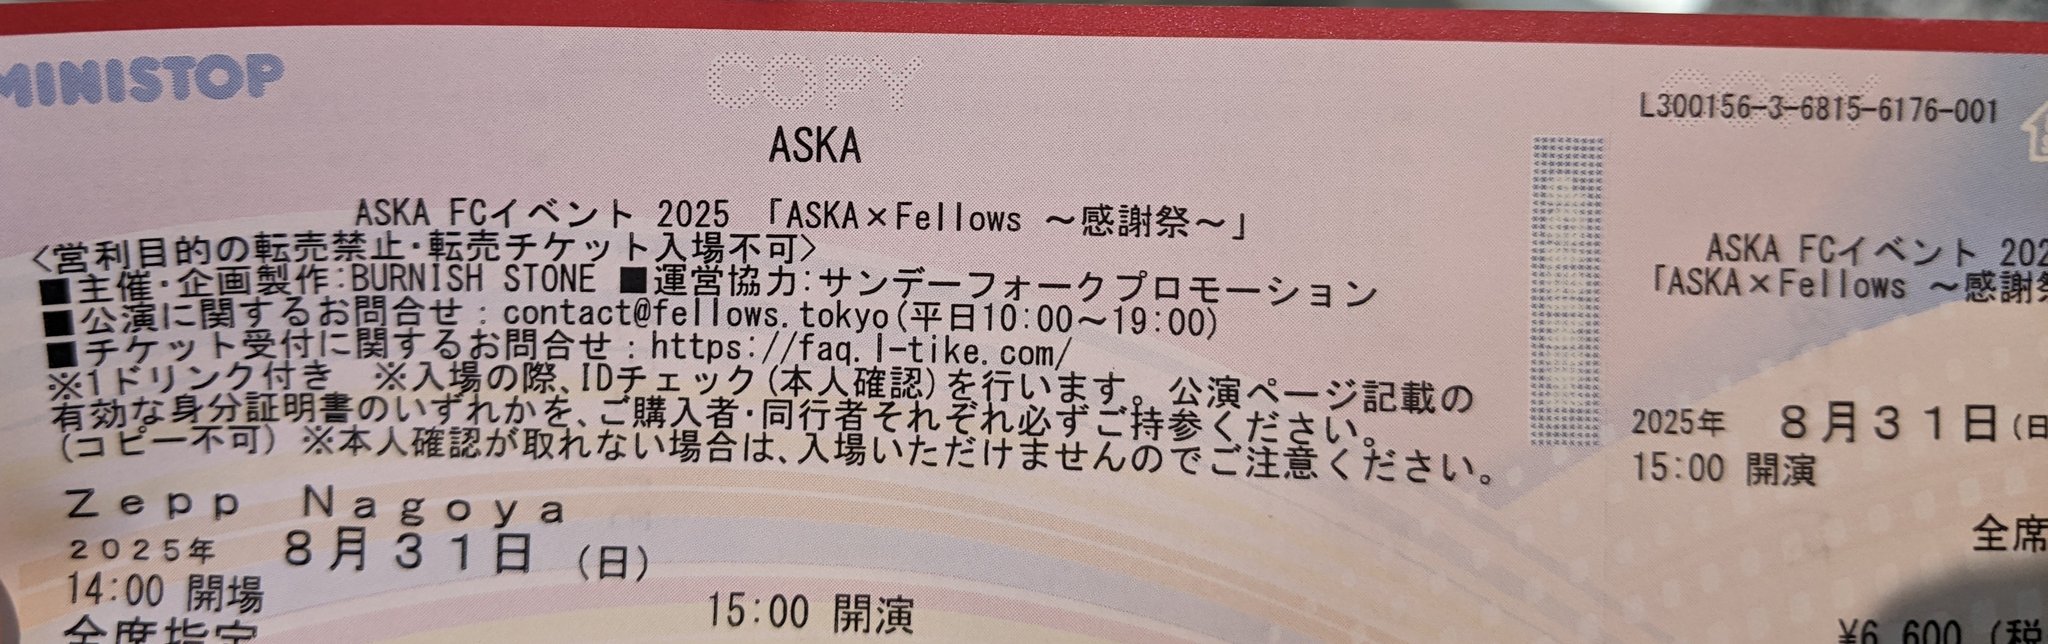 MINISTOP
COPY
ASKA
ASKA FCイベント 2025 「ASKA×Fellows ～感謝祭～」
<営利目的の転売禁止・転売チケット入場不可>
■主催・企画製作:BURNISH STONE ■運営協力:サンデーフォークプロモーション
■公演に関するお問合せ：contact@fellows.tokyo(平日10:00～19:00)
■チケット受付に関するお問合せ：https://faq.l-tike.com/
※1ドリンク付き ※入場の際、IDチェック(本人確認)を行います。公演ページ記載の
有効な身分証明書のいずれかを、ご購入者・同行者それぞれ必ずご持参ください。
(コピー不可) ※本人確認が取れない場合は、入場いただけませんのでご注意ください。
Ｚｅｐｐ Ｎａｇｏｙａ
２０２５年 ８月３１日 (日)
14:00 開場
15:00 開演
全席指定
COPY
L300156-3-6815-6176-001
ASKA FCイベント 202
「ASKA×Fellows ～感謝祭
2025年 ８月３１日(日
15:00 開演
全席
¥6,600(税